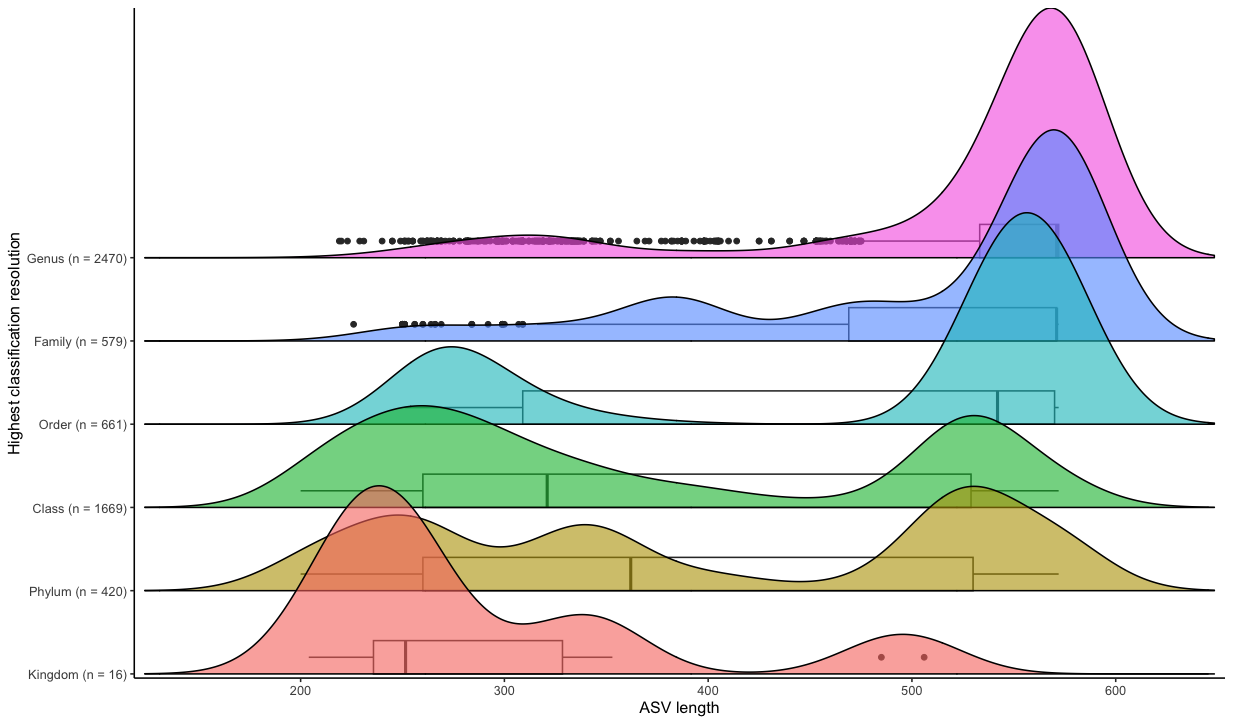 Highest classification resolution
Genus (n = 2470)
Family (n = 579)
Order (n = 661)
Class (n = 1669)
Phylum (n = 420)
Kingdom (n = 16)
200 300 400 500 600
ASV length